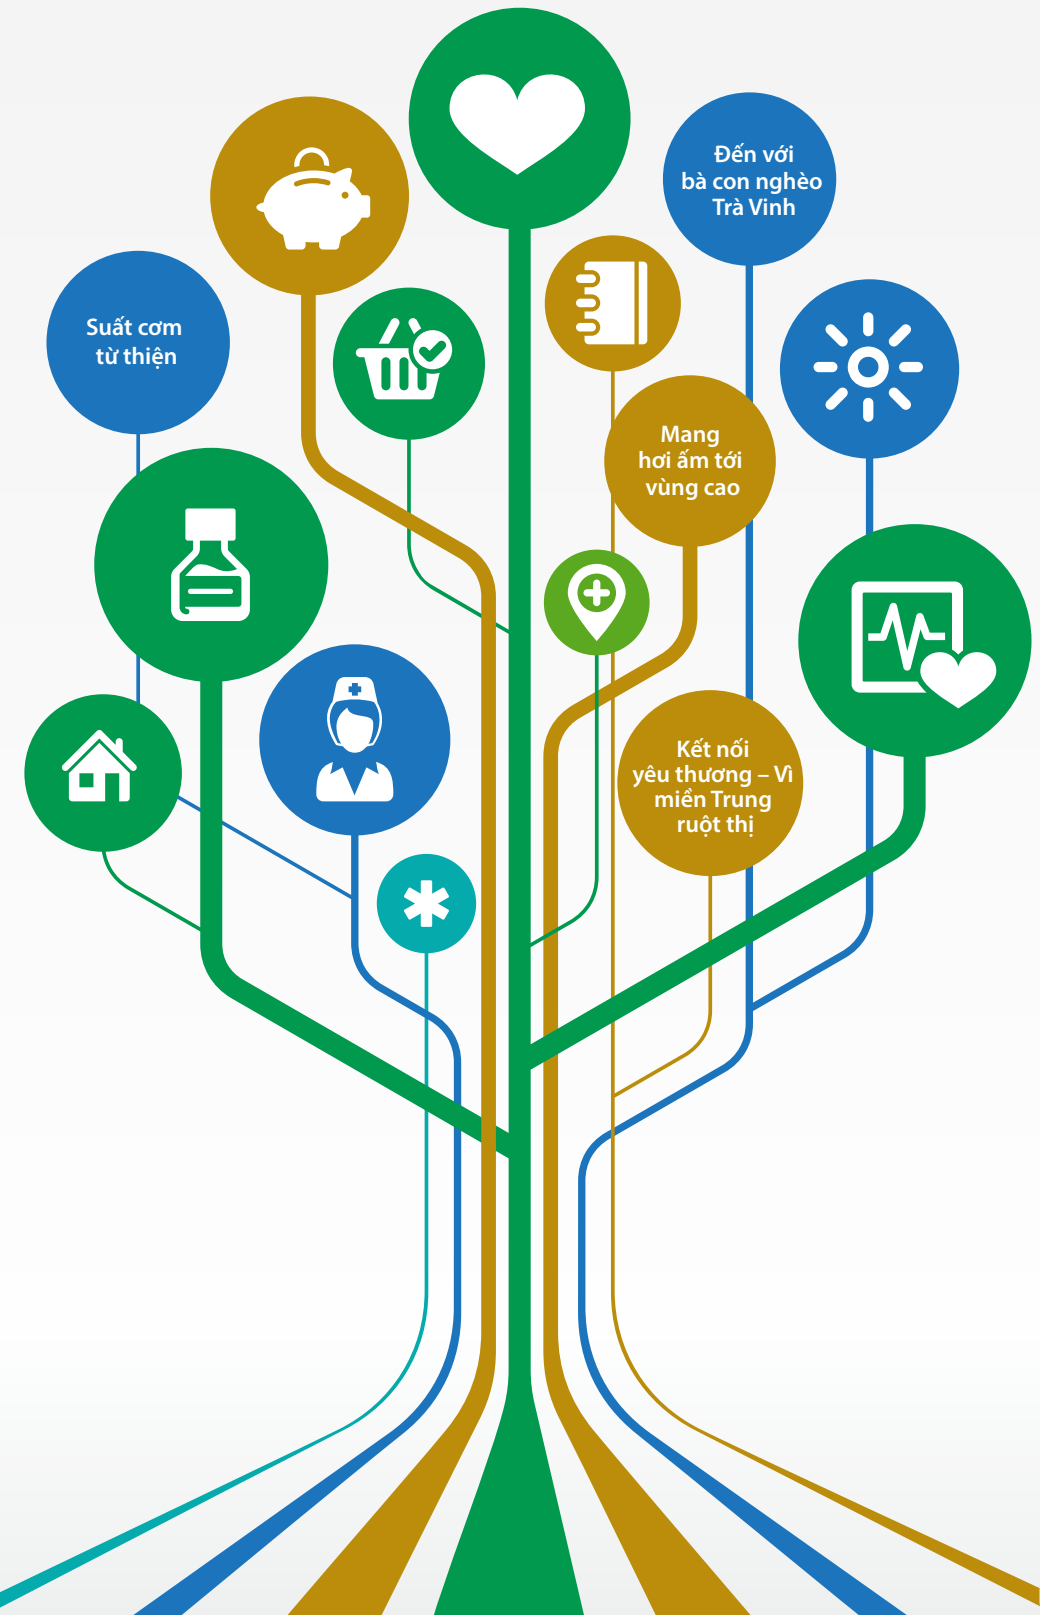 Đến với
bà con nghèo
Trà Vinh
Suất cơm
từ thiện
Mang
hơi ấm tới
vùng cao
Kết nối
yêu thương – Vì
miền Trung
ruột thịt